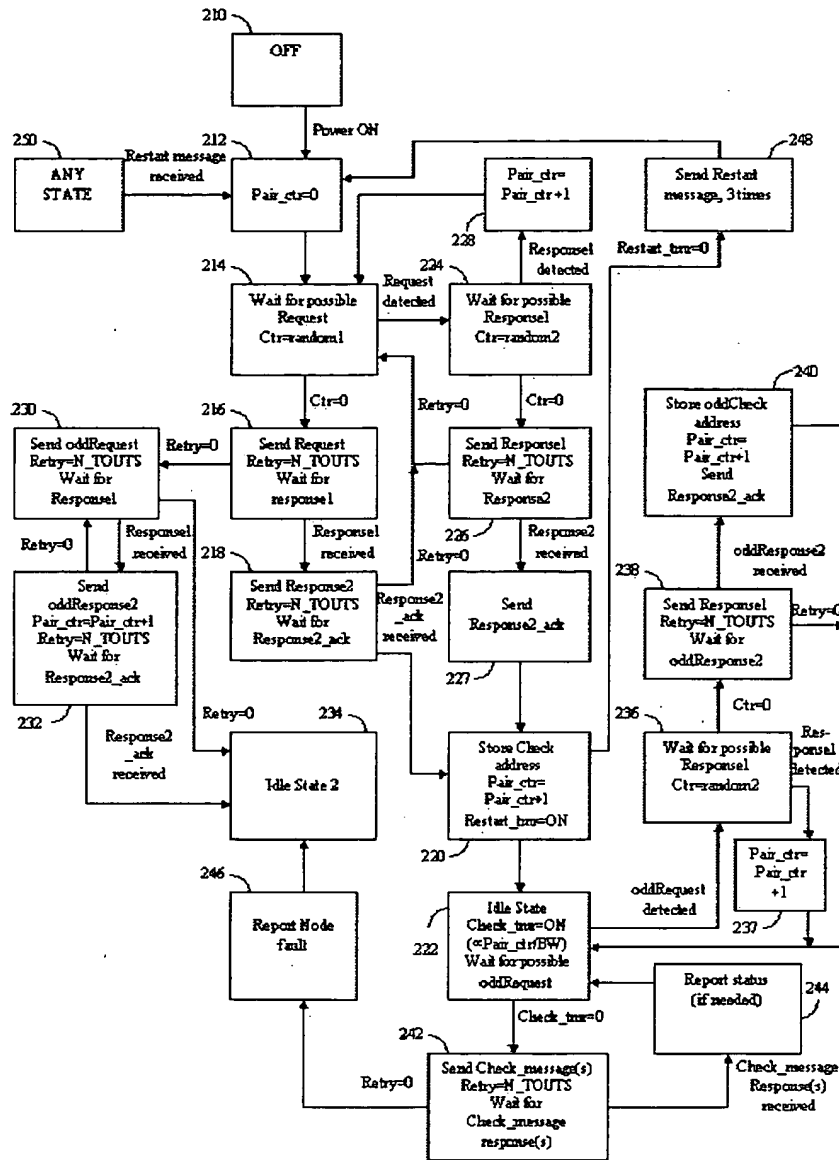 210
OFF
Power ON
250
ANY
STATE
Restart message
received
212
Pair_ctr=0
Pair_ctr=
Pair_ctr+1
228
248
Send Restart
message, 3 times
Restart_tmr=0
214
Wait for possible
Request
Ctr=random1
Request
detected
224
Response1
detected
Wait for possible
Response1
Ctr=random2
Ctr=0
Ctr=0
230
Send oddRequest
Retry=N_TOUTS
Wait for
Response1
Retry=0
216
Send Request
Retry=N_TOUTS
Wait for
response1
Retry=0
Send Response1
Retry=N_TOUTS
Wait for
Response2
226
240
Store oddCheck
address
Pair_ctr=
Pair_ctr+1
Send
Response2_ack
Retry=0
Response1
received
218
Response1
received
Retry=0
Response2
received
oddResponse2
received
Send
oddResponse2
Pair_ctr=Pair_ctr+1
Retry=N_TOUTS
Wait for
Response2_ack
232
Send Response2
Retry=N_TOUTS
Wait for
Response2_ack
Response2
_ack
received
Send
Response2_ack
227
238
Send Response1
Retry=N_TOUTS
Wait for
oddResponse2
Retry=0
Ctr=0
Response2
_ack
received
Retry=0
234
Idle State 2
Store Check
address
Pair_ctr=
Pair_ctr+1
Restart_tmr=ON
220
236
Wait for possible
Response1
Ctr=random2
Res-
ponse1
detected
246
Report Node
fault
222
Idle State
Check_tmr=ON
(∝Pair_ctr/BW)
Wait for possible
oddRequest
oddRequest
detected
Pair_ctr=
Pair_ctr
+1
237
Check_tmr=0
Report status
(if needed)
244
242
Retry=0
Send Check_message(s)
Retry=N_TOUTS
Wait for
Check_message
response(s)
Check_message
Response(s)
received